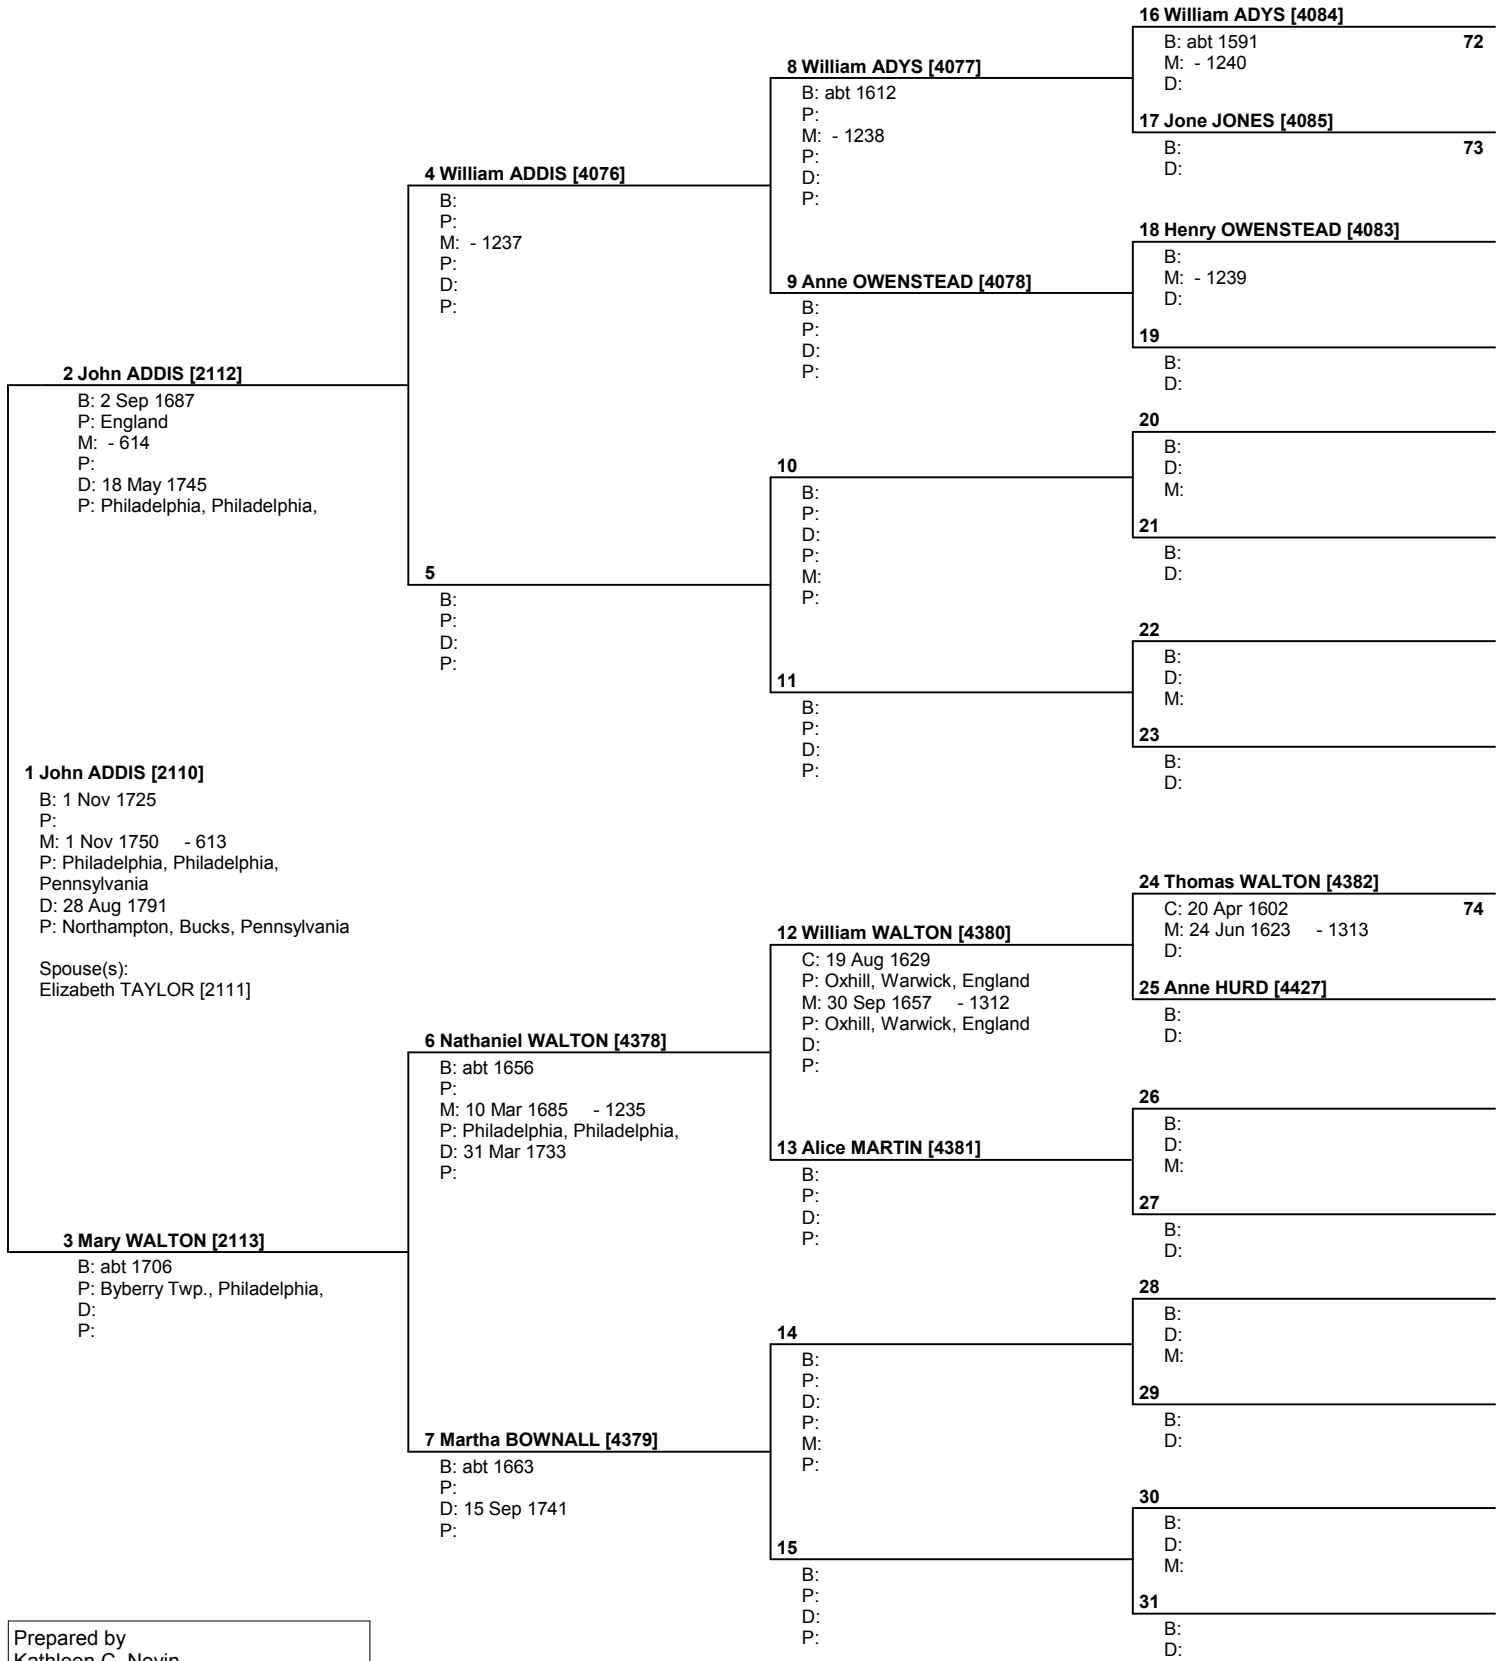 16 William ADYS [4084]
B: abt 1591 72
M: - 1240
D:
8 William ADYS [4077]
B: abt 1612
P:
M: - 1238
P:
D:
P:
17 Jone JONES [4085]
B: 73
D:
4 William ADDIS [4076]
B:
P:
M: - 1237
P:
D:
P:
18 Henry OWENSTEAD [4083]
B:
M: - 1239
D:
9 Anne OWENSTEAD [4078]
B:
P:
D:
P:
19
B:
D:
2 John ADDIS [2112]
B: 2 Sep 1687
P: England
M: - 614
P:
D: 18 May 1745
P: Philadelphia, Philadelphia,
20
B:
D:
M:
10
B:
P:
D:
P:
M:
P:
21
B:
D:
5
B:
P:
D:
P:
22
B:
D:
M:
11
B:
P:
D:
P:
23
B:
D:
1 John ADDIS [2110]
B: 1 Nov 1725
P:
M: 1 Nov 1750 - 613
P: Philadelphia, Philadelphia,
Pennsylvania
D: 28 Aug 1791
P: Northampton, Bucks, Pennsylvania
Spouse(s):
Elizabeth TAYLOR [2111]
24 Thomas WALTON [4382]
C: 20 Apr 1602 74
M: 24 Jun 1623 - 1313
D:
12 William WALTON [4380]
C: 19 Aug 1629
P: Oxhill, Warwick, England
M: 30 Sep 1657 - 1312
P: Oxhill, Warwick, England
D:
P:
25 Anne HURD [4427]
B:
D:
6 Nathaniel WALTON [4378]
B: abt 1656
P:
M: 10 Mar 1685 - 1235
P: Philadelphia, Philadelphia,
D: 31 Mar 1733
P:
26
B:
D:
M:
13 Alice MARTIN [4381]
B:
P:
D:
P:
27
B:
D:
3 Mary WALTON [2113]
B: abt 1706
P: Byberry Twp., Philadelphia,
D:
P:
28
B:
D:
M:
14
B:
P:
D:
P:
M:
P:
29
B:
D:
7 Martha BOWNALL [4379]
B: abt 1663
P:
D: 15 Sep 1741
P:
30
B:
D:
M:
15
B:
P:
D:
P:
31
B:
D:
Prepared by
Kathleen C. Nevin